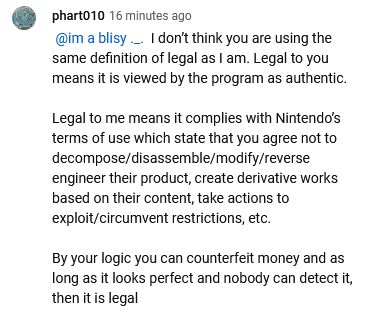 phart010 16 minutes ago
@im a blisy ._. I don’t think you are using the
same definition of legal as I am. Legal to you
means it is viewed by the program as authentic.
Legal to me means it complies with Nintendo’s
terms of use which state that you agree not to
decompose/disassemble/modify/reverse
engineer their product, create derivative works
based on their content, take actions to
exploit/circumvent restrictions, etc.
By your logic you can counterfeit money and as
long as it looks perfect and nobody can detect it,
then it is legal